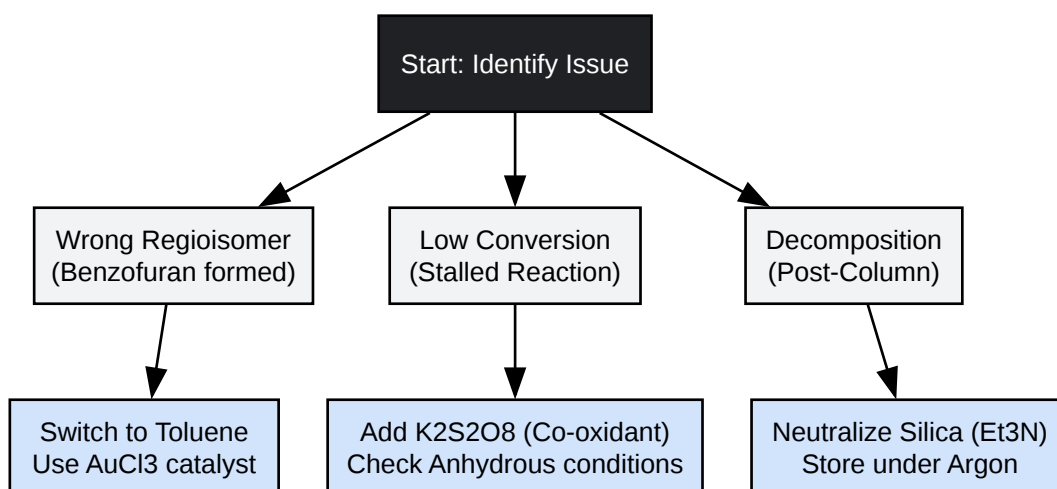 Start: Identify Issue
Wrong Regioisomer
(Benzofuran formed)
Low Conversion
(Stalled Reaction)
Decomposition
(Post-Column)
Switch to Toluene
Use AuCl3 catalyst
Add K2S2O8 (Co-oxidant)
Check Anhydrous conditions
Neutralize Silica (Et3N)
Store under Argon